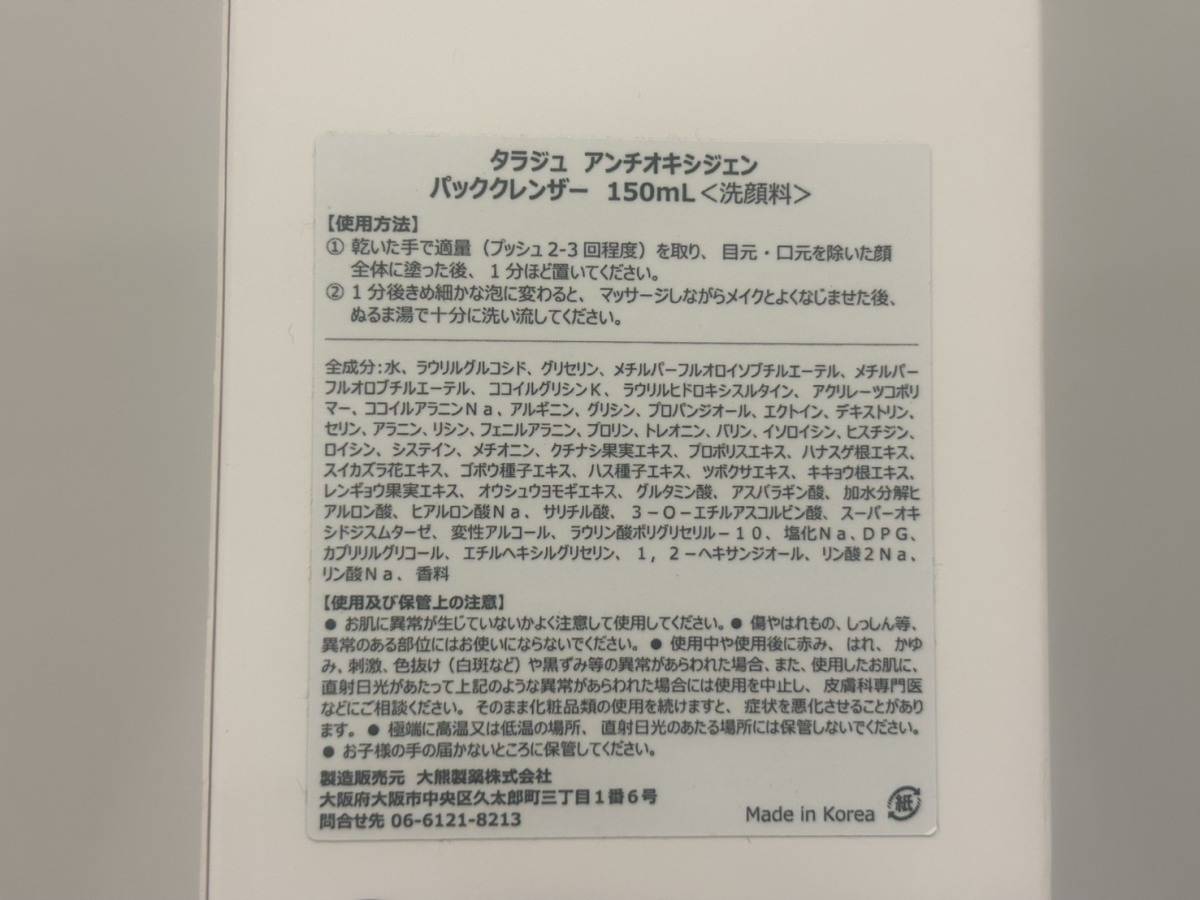 タラジュ アンチオキシジェン
パッククレンザー 150mL＜洗顔料＞
【使用方法】
① 乾いた手で適量（プッシュ2-3回程度）を取り、目元・口元を除いた顔
全体に塗った後、1分ほど置いてください。
② 1分後きめ細かな泡に変わると、マッサージしながらメイクとよくなじませた後、
ぬるま湯で十分に洗い流してください。
全成分：水、ラウリルグルコシド、グリセリン、メチルパーフルオロイソブチルエーテル、メチルパー
フルオロブチルエーテル、ココイルグリシンK、ラウリルヒドロキシスルタイン、アクリレーツコポリ
マー、ココイルアラニンNa、アルギニン、グリシン、プロパンジオール、エクトイン、デキストリン、
セリン、アラニン、リシン、フェニルアラニン、プロリン、トレオニン、バリン、イソロイシン、ヒスチジン、
ロイシン、システイン、メチオニン、クチナシ果実エキス、プロポリスエキス、ハナスゲ根エキス、
スイカズラ花エキス、ゴボウ種子エキス、ハス種子エキス、ツボクサエキス、キキョウ根エキス、
レンギョウ果実エキス、オウシュウヨモギエキス、グルタミン酸、アスパラギン酸、加水分解ヒ
アルロン酸、ヒアルロン酸Na、サリチル酸、3－O－エチルアスコルビン酸、スーパーオキ
シドジスムターゼ、変性アルコール、ラウリン酸ポリグリセリル－10、塩化Na、DPG、
カプリリルグリコール、エチルヘキシルグリセリン、1，2－ヘキサンジオール、リン酸2Na、
リン酸Na、香料
【使用及び保管上の注意】
● お肌に異常が生じていないかよく注意して使用してください。● 傷やはれもの、しっしん等、
異常のある部位にはお使いにならないでください。● 使用中や使用後に赤み、はれ、かゆ
み、刺激、色抜け（白斑など）や黒ずみ等の異常があらわれた場合、また、使用したお肌に、
直射日光があたって上記のような異常があらわれた場合には使用を中止し、皮膚科専門医
などにご相談ください。そのまま化粧品類の使用を続けますと、症状を悪化させることがあり
ます。● 極端に高温又は低温の場所、直射日光のあたる場所には保管しないでください。
● お子様の手の届かないところに保管してください。
製造販売元 大熊製薬株式会社
大阪府大阪市中央区久太郎町三丁目1番6号
問合せ先 06-6121-8213
Made in Korea 紙